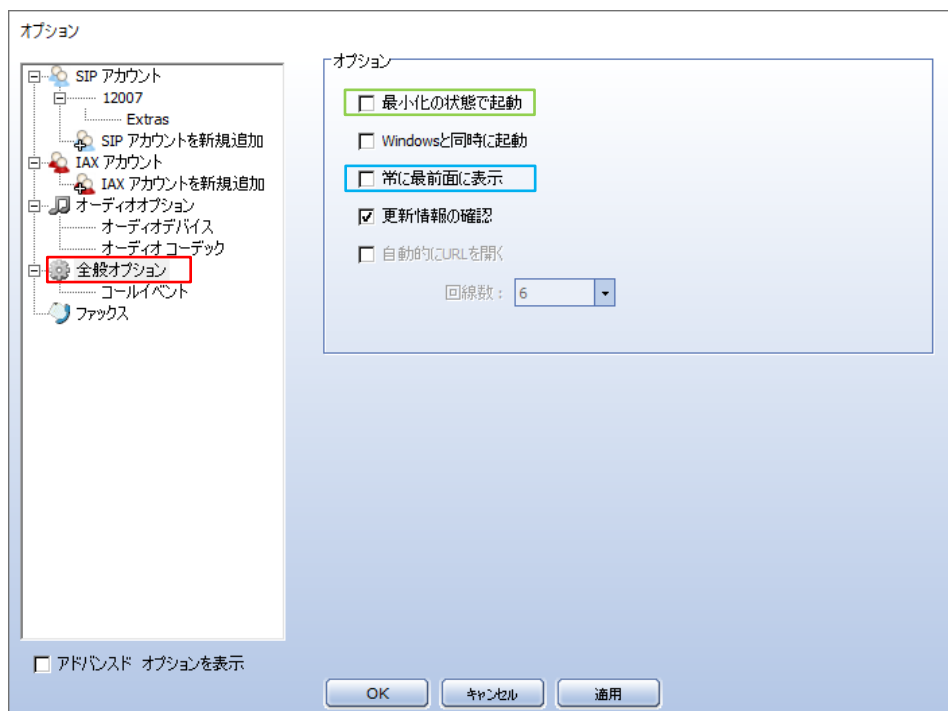 オプション
SIP アカウント
12007
Extras
SIP アカウントを新規追加
IAX アカウント
IAX アカウントを新規追加
オーディオオプション
オーディオデバイス
オーディオ コーデック
全般オプション
コールイベント
ファックス
アドバンスド オプションを表示
オプション
最小化の状態で起動
Windowsと同時に起動
常に最前面に表示
更新情報の確認
自動的にURLを開く
回線数： 6
OK
キャンセル
適用